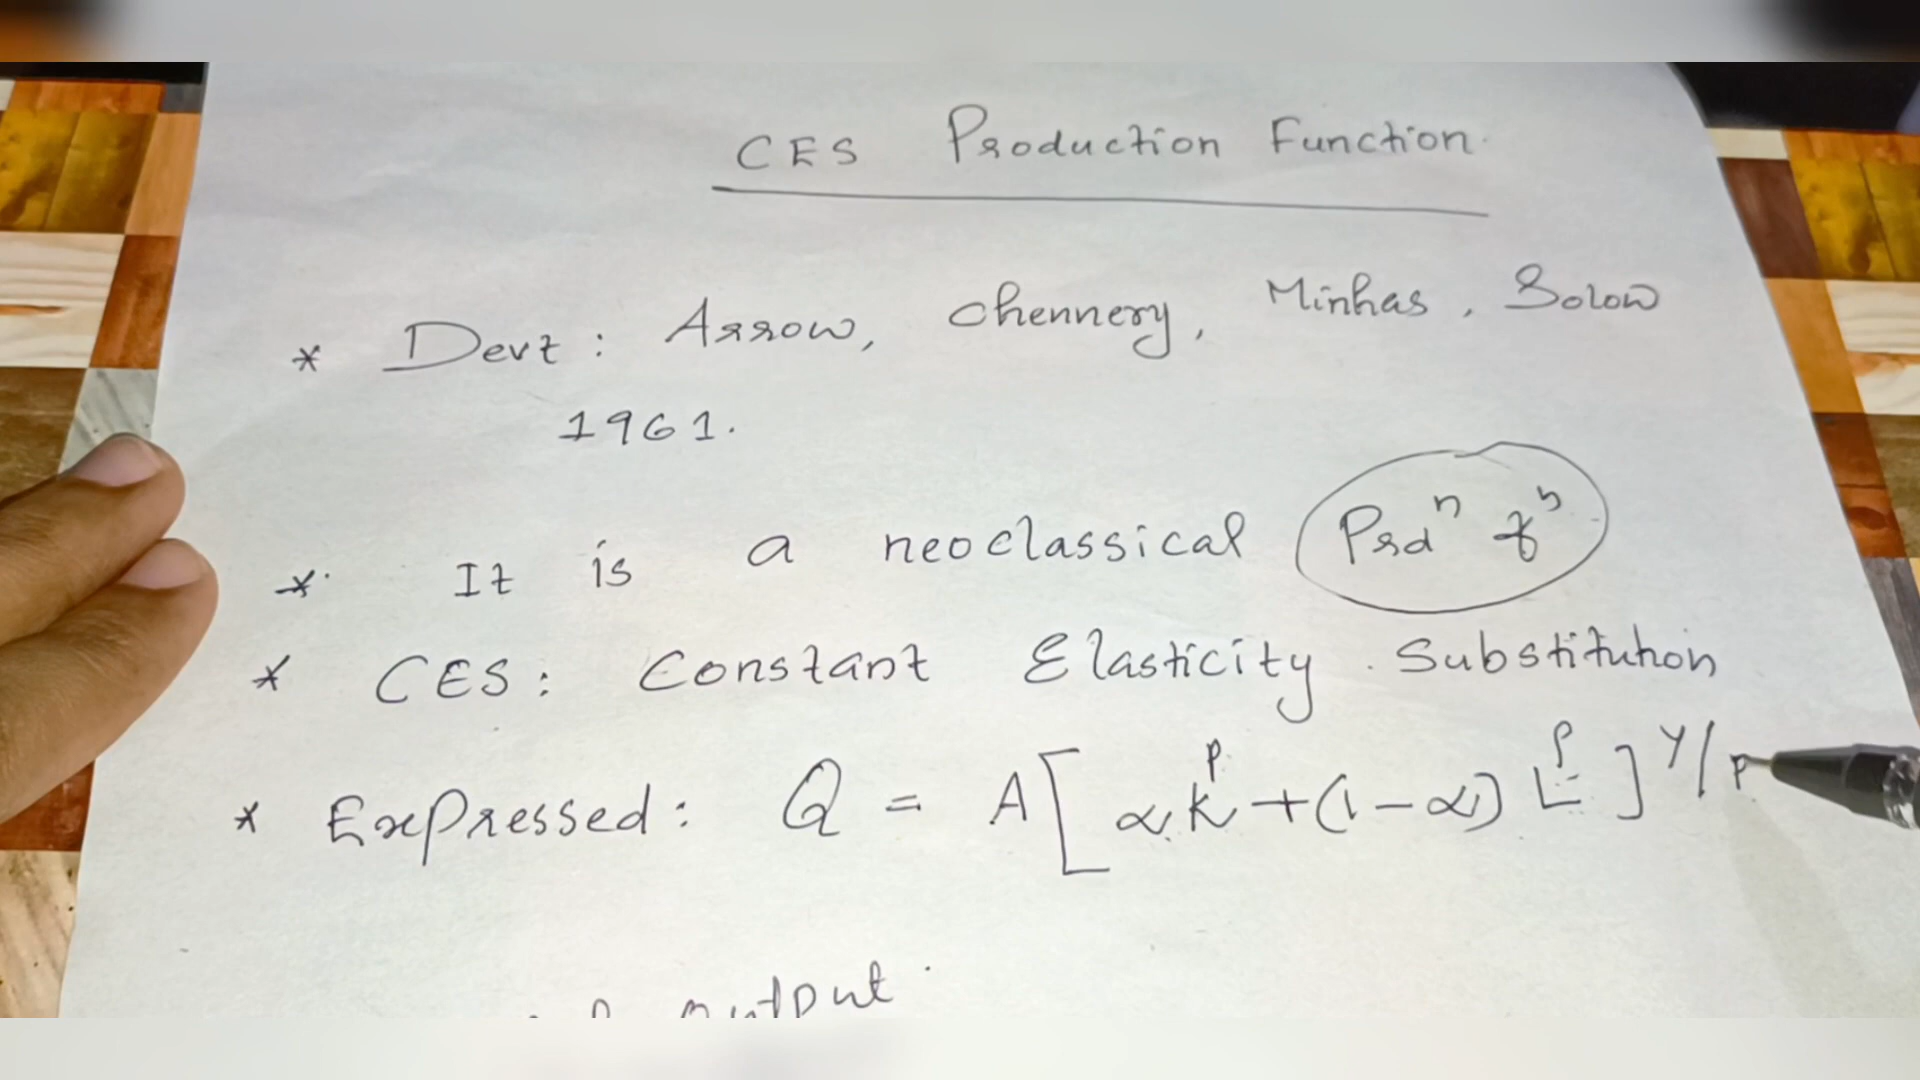 CES Production Function.
* Devt : Arrow, Chennery, Minhas, Solow
1961.
* It is a neoclassical Prdⁿ fⁿ
* CES : Constant Elasticity Substitution
* Expressed : Q = A[αK^ρ + (1-α) L^ρ]^γ/ρ
output